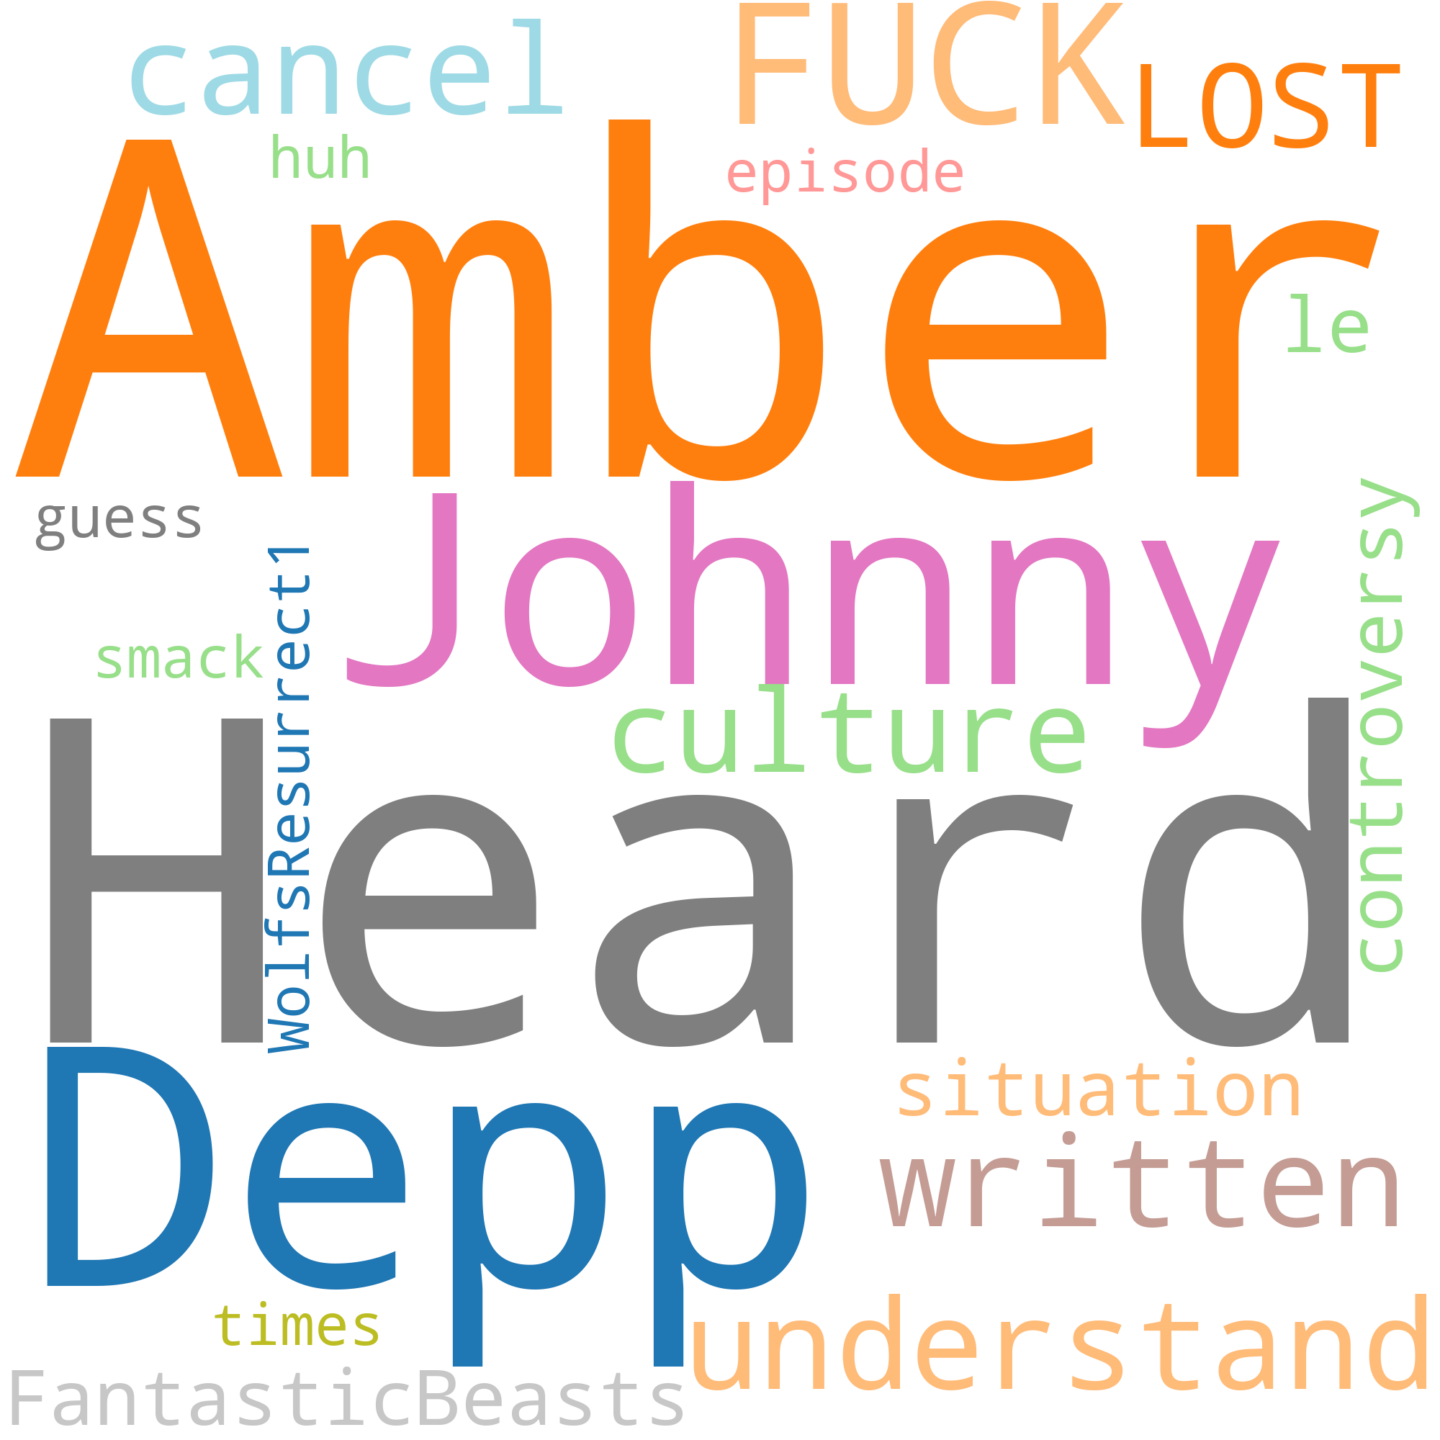 cancel
FUCK
LOST
huh
episode
Amber
le
guess
Johnny
controversy
WolfsResurrect1
smack
culture
Heard
Depp
situation
written
times
understand
FantasticBeasts